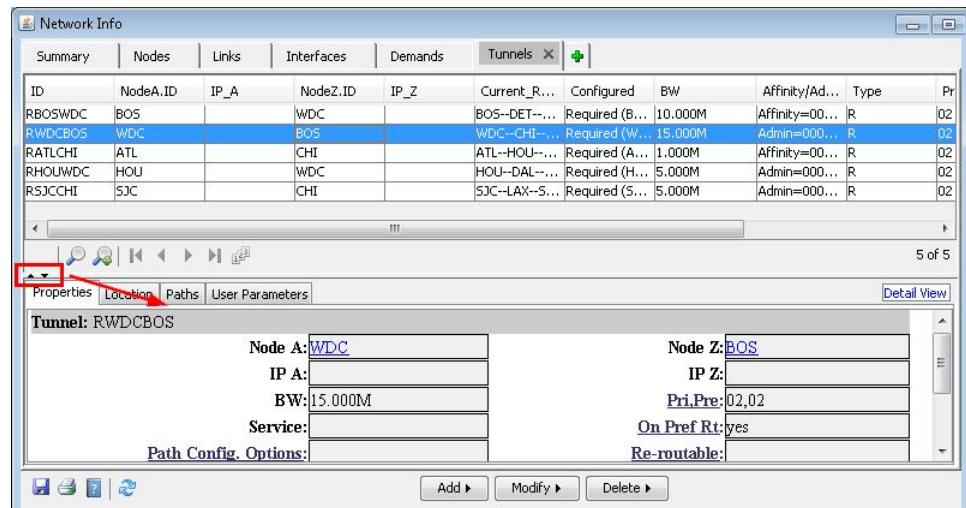 Network Info
Summary Nodes Links Interfaces Demands Tunnels
ID NodeA.ID IP_A NodeZ.ID IP_Z Current_R... Configured BW Affinity/Ad... Type Pr
RBOSWDC BOS WDC BOS--DET--... Required (B... 10.000M Affinity=00... R 02
RWDCBOS WDC BOS WDC--CHI--... Required (W... 15.000M Admin=000... R 02
RATLCHI ATL CHI ATL--HOU--... Required (A... 1.000M Affinity=00... R 02
RHOUWDC HOU WDC HOU--DAL--... Required (H... 5.000M Admin=000... R 02
RSJCCHI SJC CHI SJC--LAX--S... Required (S... 5.000M Admin=000... R 02
5 of 5
Properties Location Paths User Parameters Detail View
Tunnel: RWDCBOS
Node A: WDC Node Z: BOS
IP A: IP Z:
BW: 15.000M Pri,Pre: 02,02
Service: On Pref Rt: yes
Path Config. Options: Re-routable:
Add Modify Delete